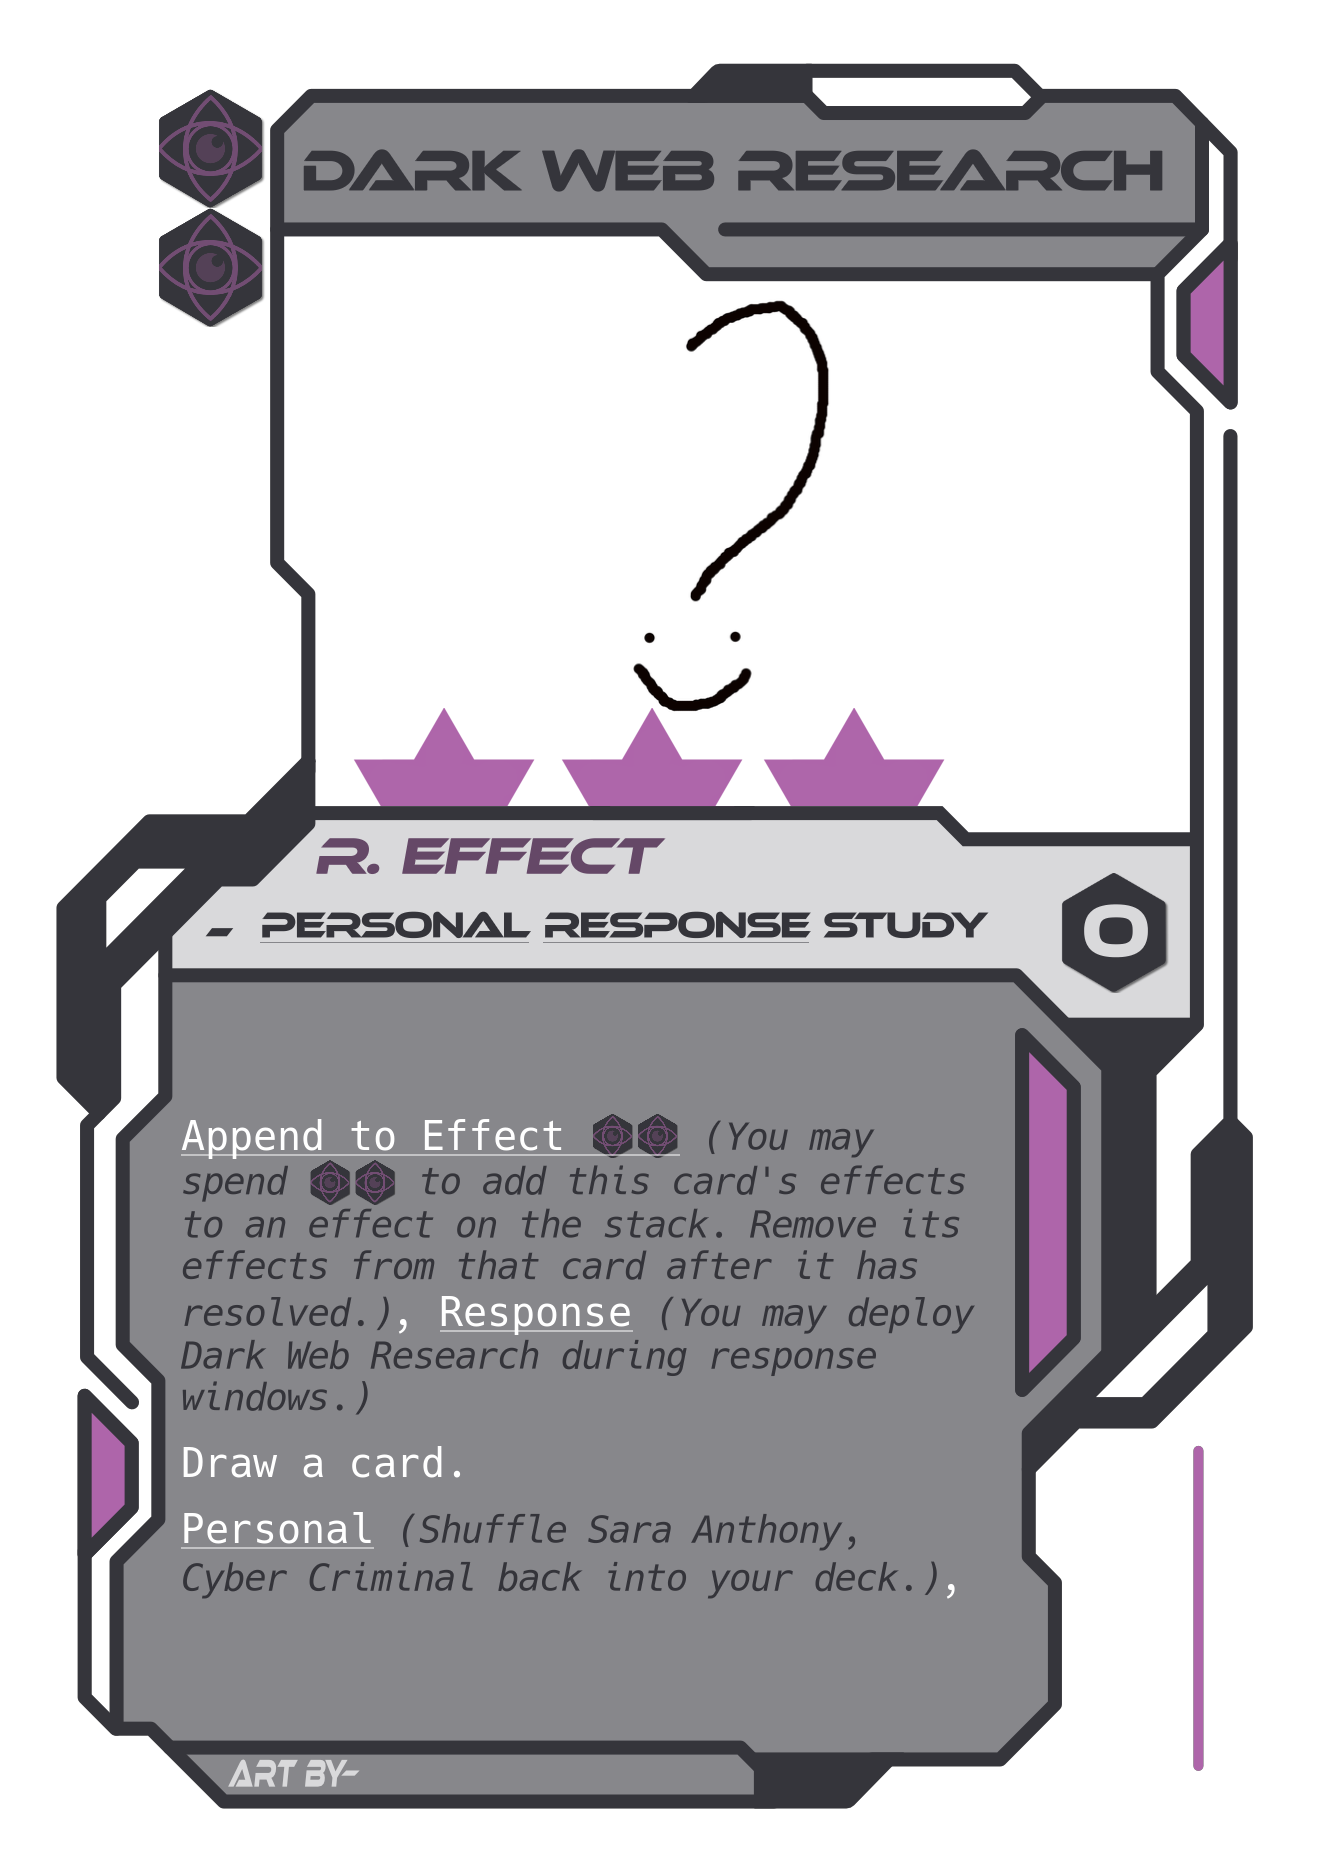 DARK WEB RESEARCH
R. EFFECT
- PERSONAL RESPONSE STUDY
0
Append to Effect (You may
spend to add this card's effects
to an effect on the stack. Remove its
effects from that card after it has
resolved.), Response (You may deploy
Dark Web Research during response
windows.)
Draw a card.
Personal (Shuffle Sara Anthony,
Cyber Criminal back into your deck.),
ART BY-